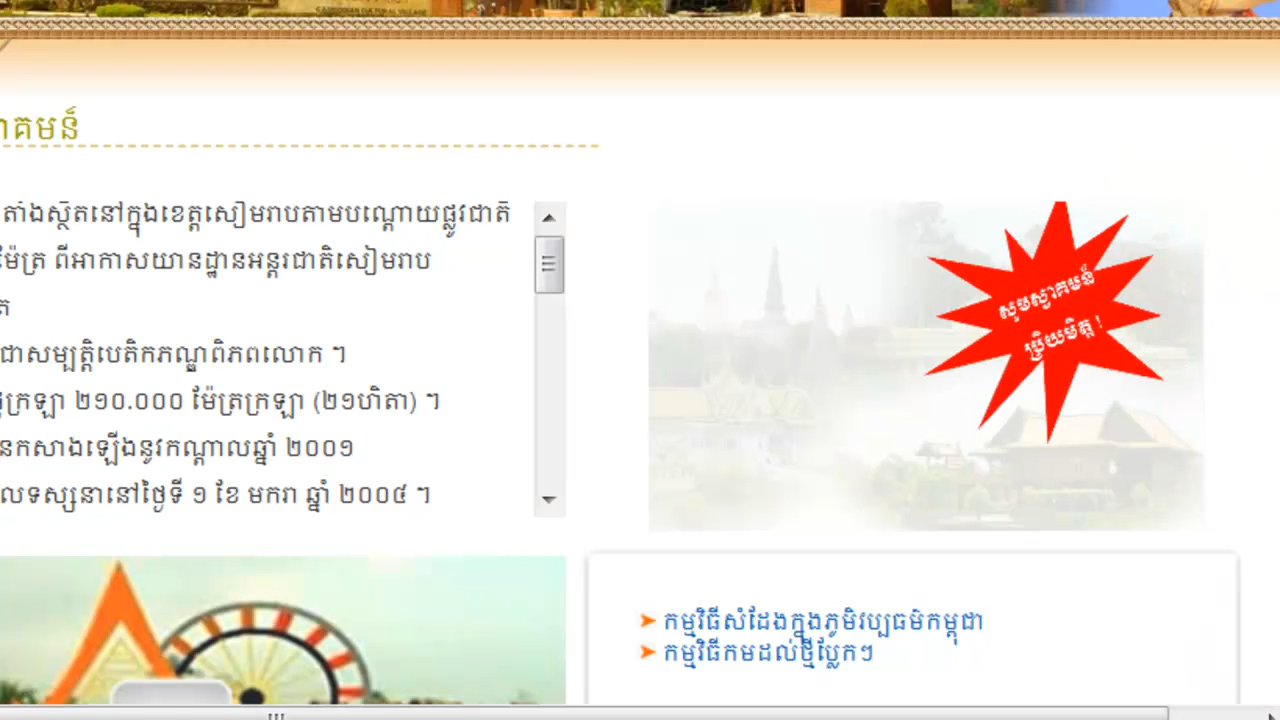 CAMBODIAN CULTURAL VILLAGE
គមន៍
តាំងស្ថិតនៅក្នុងខេត្តសៀមរាបតាមបណ្តោយផ្លូវជាតិ
ម៉ែត្រ ពីអាកាសយានដ្ឋានអន្តរជាតិសៀមរាប
ជាសម្បត្តិបេតិកភណ្ឌពិភពលោក ។
ក្រឡា ២១០.០០០ ម៉ែត្រក្រឡា (២១ហិតា) ។
នកសាងឡើងនូវកណ្តាលឆ្នាំ ២០០១
លទស្សនានៅថ្ងៃទី ១ ខែ មករា ឆ្នាំ ២០០៤ ។
សូមស្វាគមន៍
ប្រិយមិត្ត !
កម្មវិធីសំដែងក្នុងភូមិវប្បធម៌កម្ពុជា
កម្មវិធីកមដល់ថ្មីប្លែកៗ